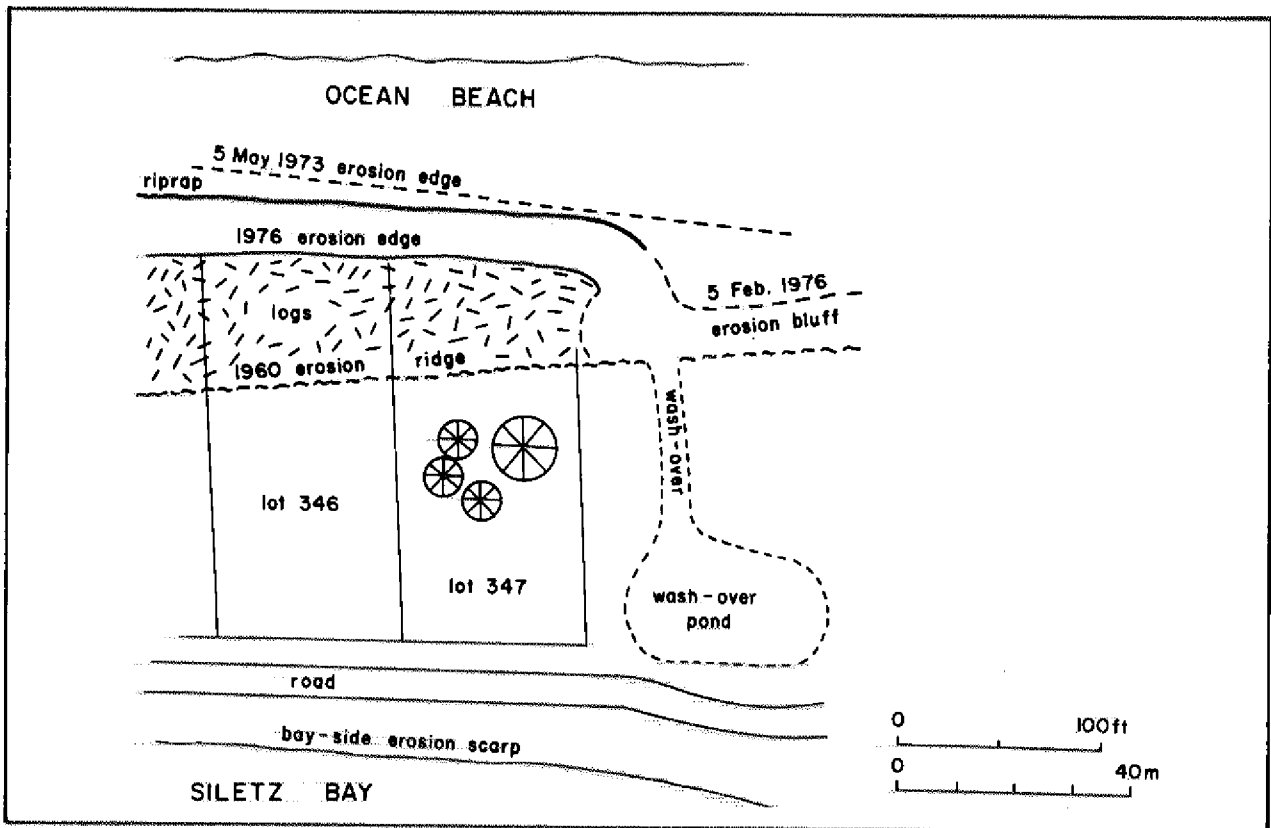 OCEAN BEACH
5 May 1973 erosion edge
riprap
1976 erosion edge
5 Feb. 1976
erosion bluff
logs
1960 erosion ridge
wash-over
lot 346
lot 347
wash-over
pond
road
bay-side erosion scarp
SILETZ BAY
0 100ft
0 40m